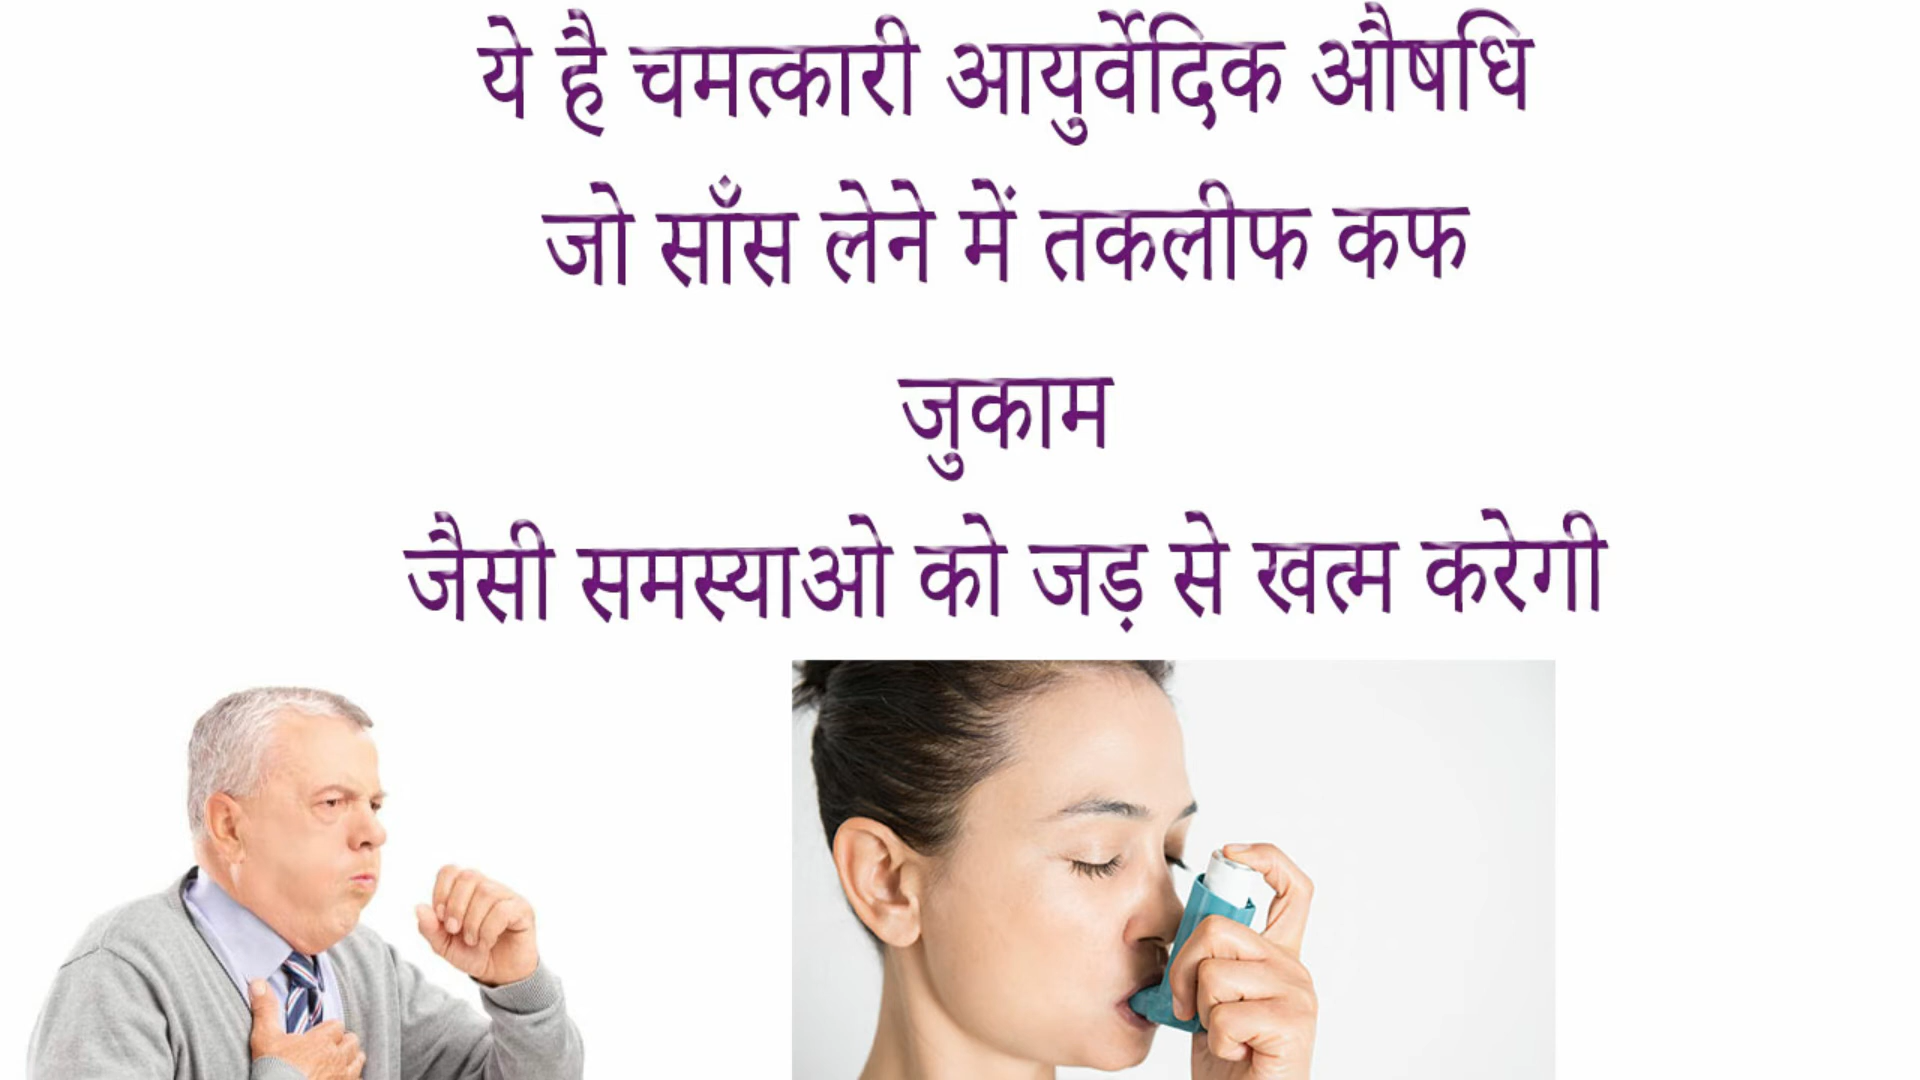 ये है चमत्कारी आयुर्वेदिक औषधि
जो साँस लेने में तकलीफ कफ
जुकाम
जैसी समस्याओ को जड़ से खत्म करेगी